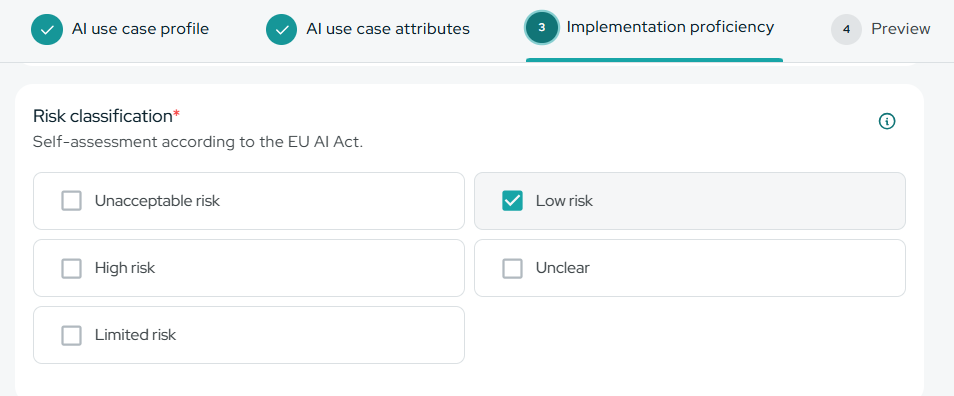 AI use case profile
AI use case attributes
3
Implementation proficiency
4
Preview
Risk classification*
Self-assessment according to the EU AI Act.
Unacceptable risk
Low risk
High risk
Unclear
Limited risk